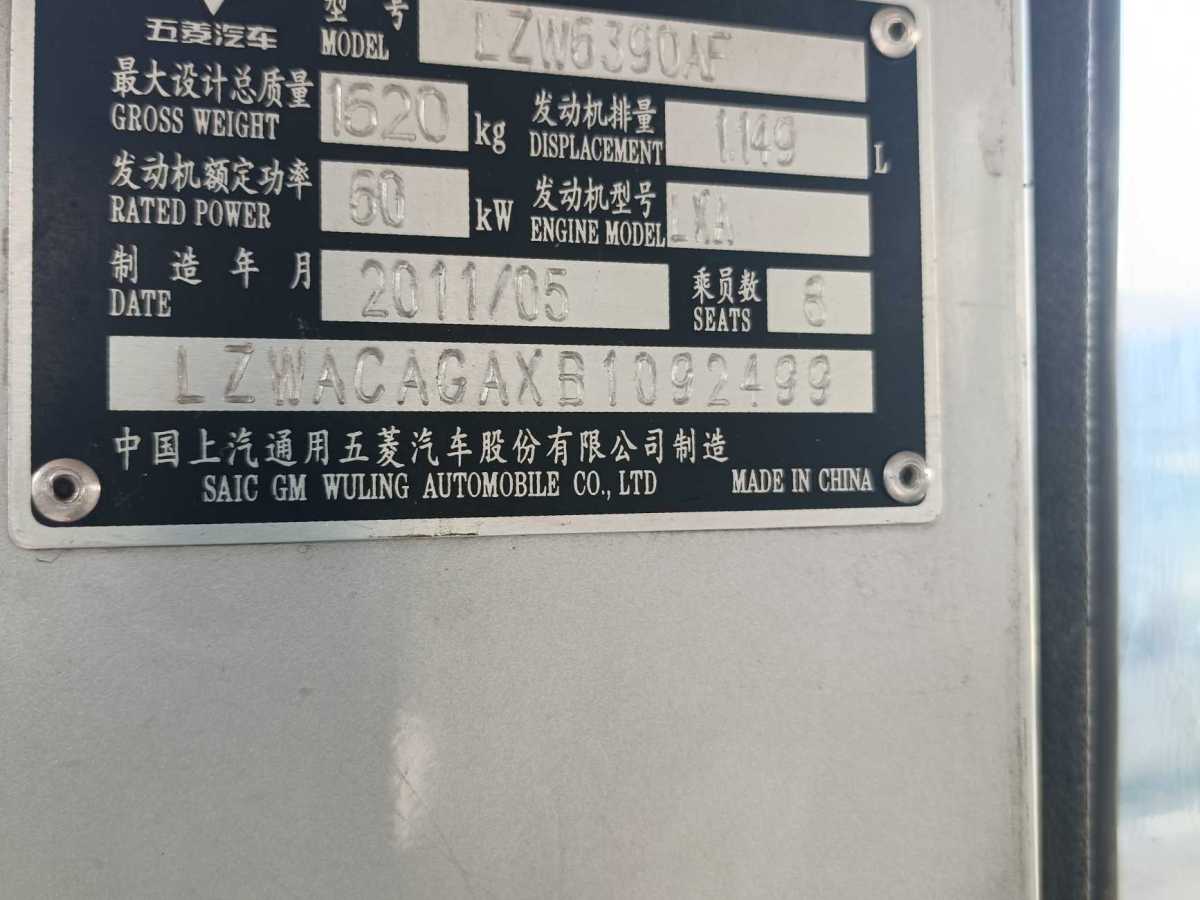 五菱汽车
型号 MODEL LZW6390AF
最大设计总质量 GROSS WEIGHT 1620 kg 发动机排量 DISPLACEMENT 1.149 L
发动机额定功率 RATED POWER 60 kW 发动机型号 ENGINE MODEL LXA
制造年月 DATE 2011/05 乘员数 SEATS 8
LZWACAGAXB1092499
中国上汽通用五菱汽车股份有限公司制造
SAIC GM WULING AUTOMOBILE CO., LTD MADE IN CHINA